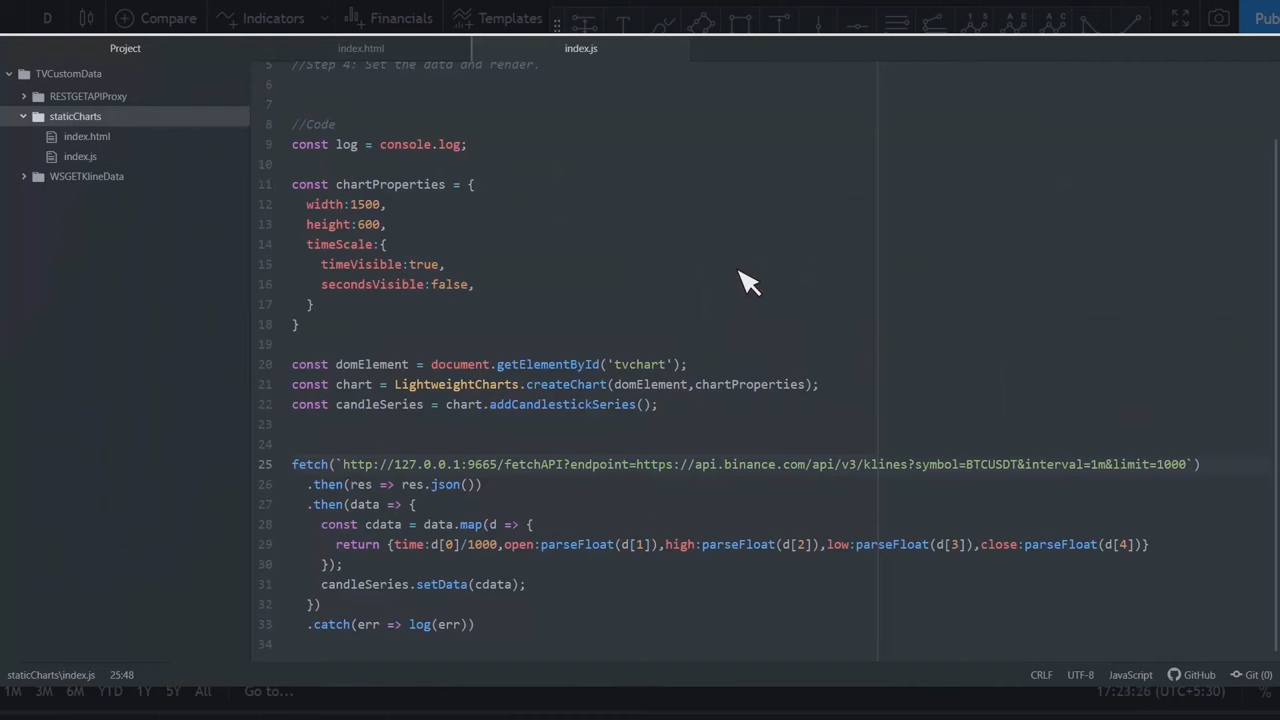 D Compare Indicators Financials Templates Pub
Project index.html index.js
TVCustomData
RESTGETAPIProxy
staticCharts
index.html
index.js
WSGETKlineData
5 //Step 4: Set the data and render.
6
7
8 //Code
9 const log = console.log;
10
11 const chartProperties = {
12 width:1500,
13 height:600,
14 timeScale:{
15 timeVisible:true,
16 secondsVisible:false,
17 }
18 }
19
20 const domElement = document.getElementById('tvchart');
21 const chart = LightweightCharts.createChart(domElement,chartProperties);
22 const candleSeries = chart.addCandlestickSeries();
23
24
25 fetch(`http://127.0.0.1:9665/fetchAPI?endpoint=https://api.binance.com/api/v3/klines?symbol=BTCUSDT&interval=1m&limit=1000`)
26 .then(res => res.json())
27 .then(data => {
28 const cdata = data.map(d => {
29 return {time:d[0]/1000,open:parseFloat(d[1]),high:parseFloat(d[2]),low:parseFloat(d[3]),close:parseFloat(d[4])}
30 });
31 candleSeries.setData(cdata);
32 })
33 .catch(err => log(err))
34
staticCharts\index.js 25:48 CRLF UTF-8 JavaScript GitHub Git (0)
1M 3M 6M YTD 1Y 5Y All Go to... 17:23:26 (UTC+5:30) %